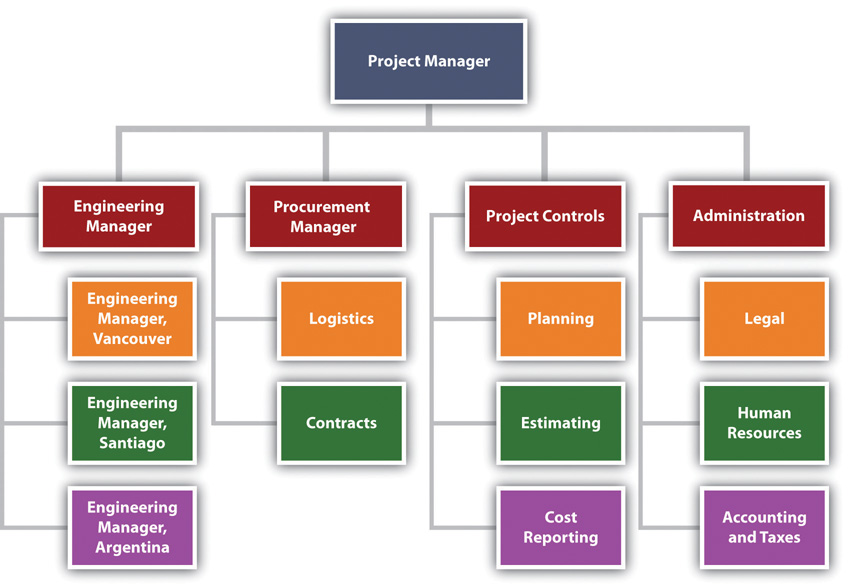 Project Manager
Engineering
Manager
Procurement
Manager
Project Controls
Administration
Engineering
Manager,
Vancouver
Logistics
Planning
Legal
Engineering
Manager,
Santiago
Contracts
Estimating
Human
Resources
Engineering
Manager,
Argentina
Cost
Reporting
Accounting
and Taxes